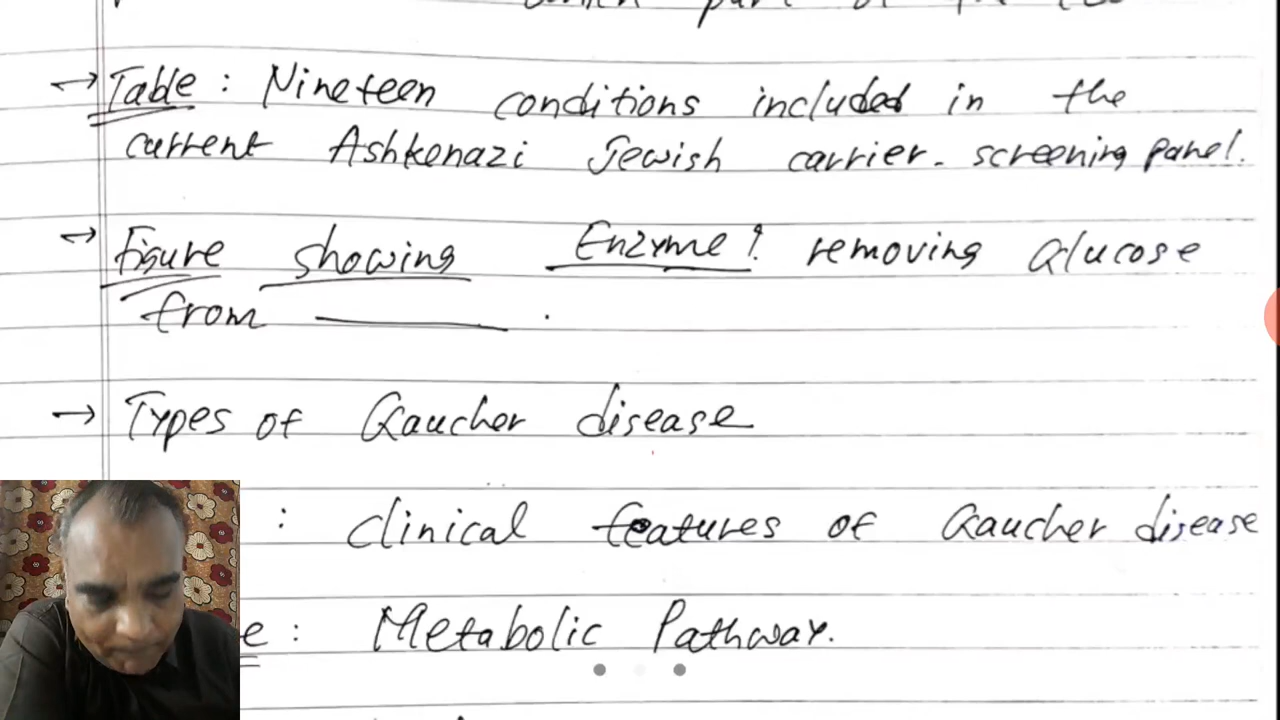 → Table : Nineteen conditions included in the
current Ashkenazi Jewish carrier - screening panel.
→ Figure showing Enzyme? removing Glucose
from ______ .
→ Types of Gaucher disease
: Clinical features of Gaucher disease
e : Metabolic Pathway.